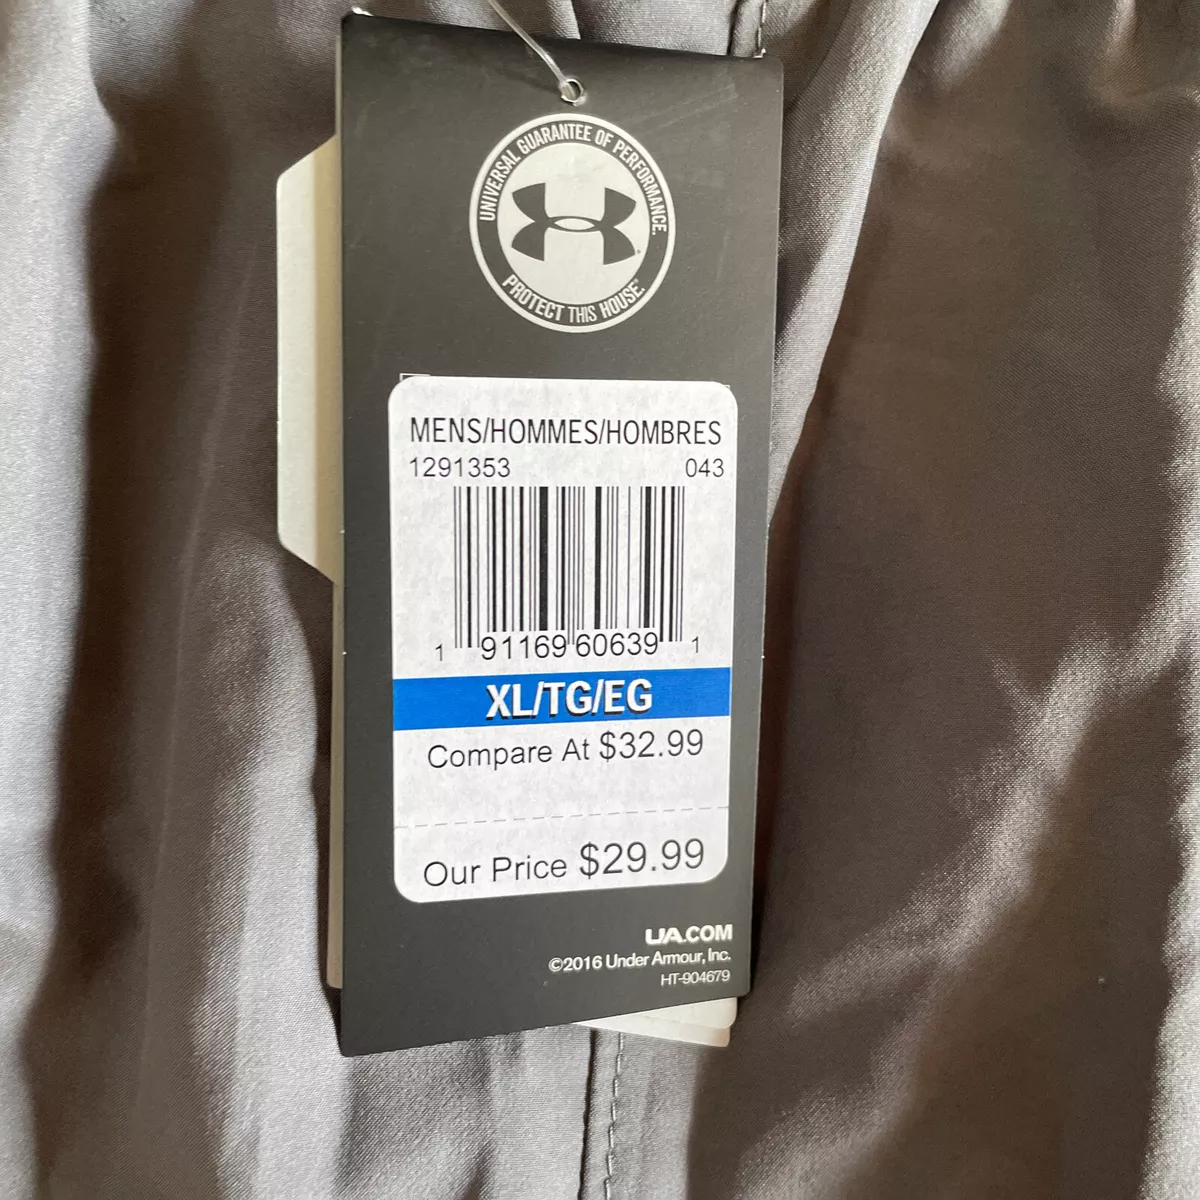 UNIVERSAL GUARANTEE OF PERFORMANCE.
PROTECT THIS HOUSE.
MENS/HOMMES/HOMBRES
1291353 043
1 91169 60639 1
XL/TG/EG
Compare At $32.99
Our Price $29.99
UA.COM
©2016 Under Armour, Inc.
HT-904679